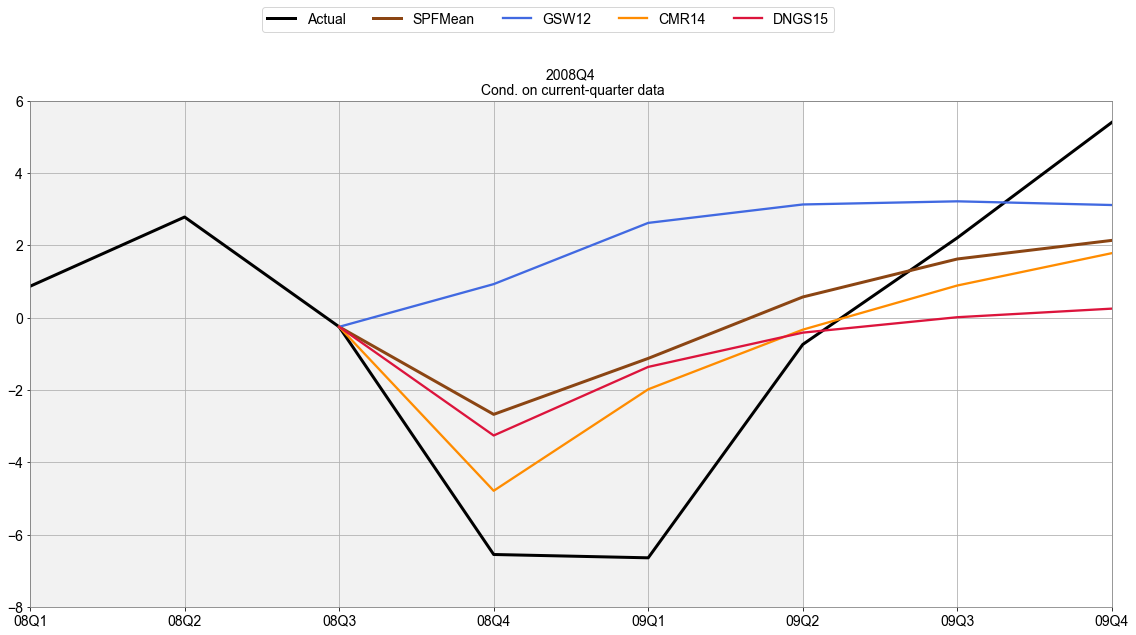 Actual SPFMean GSW12 CMR14 DNGS15
2008Q4
Cond. on current-quarter data
6
4
2
0
−2
−4
−6
−8
08Q1 08Q2 08Q3 08Q4 09Q1 09Q2 09Q3 09Q4